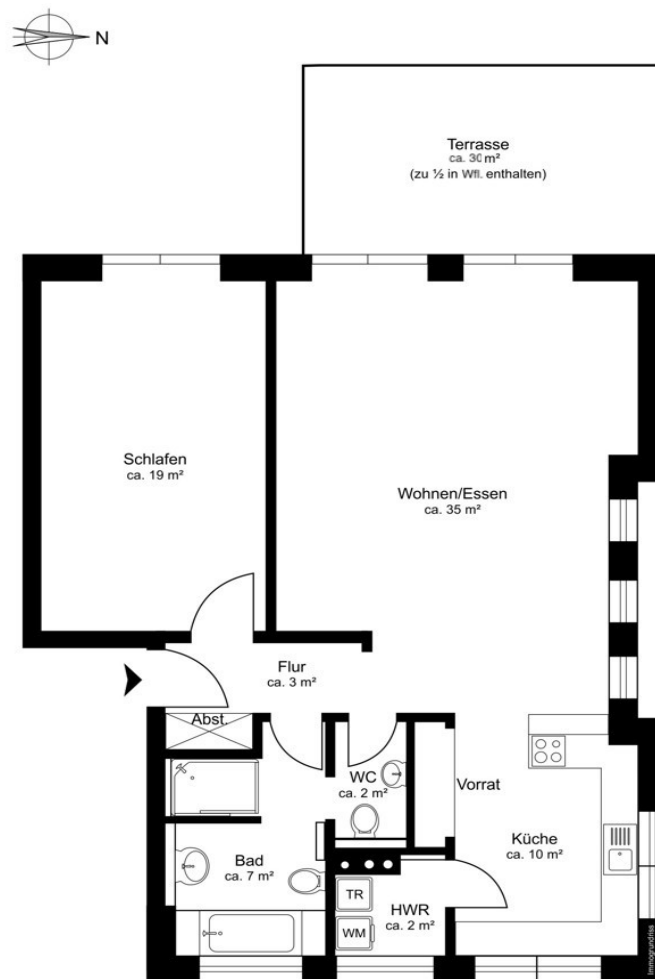 N
Terrasse
ca. 30 m²
(zu ½ in Wfl. enthalten)
Schlafen
ca. 19 m²
Wohnen/Essen
ca. 35 m²
Flur
ca. 3 m²
Abst.
WC
ca. 2 m²
Vorrat
Küche
ca. 10 m²
Bad
ca. 7 m²
TR
HWR
ca. 2 m²
WM
Immogrundriss